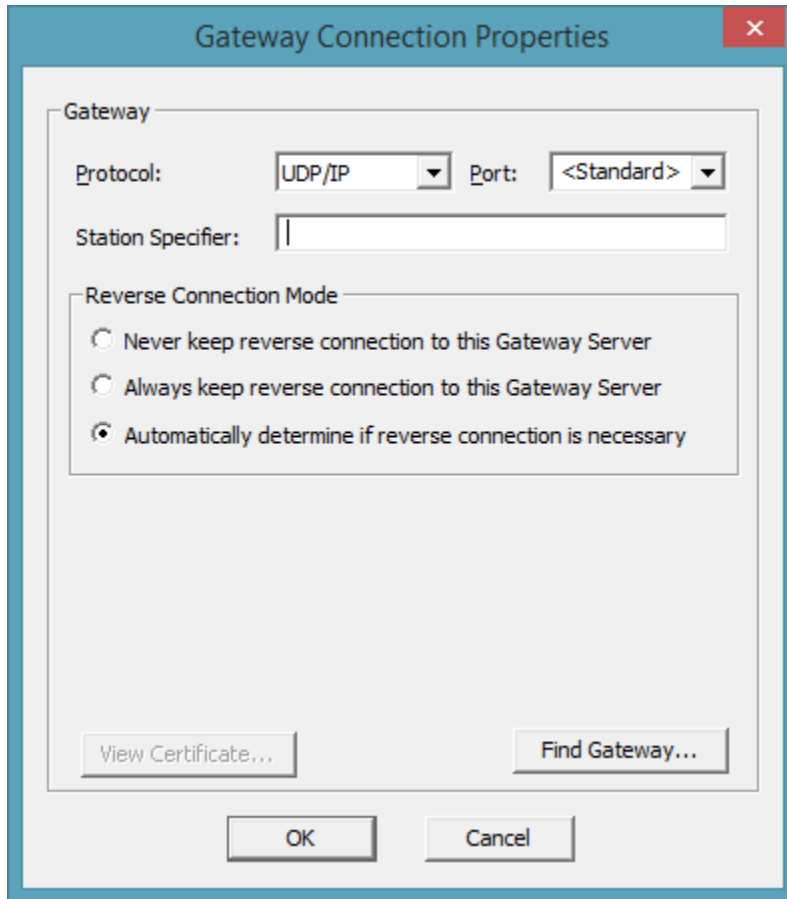 Gateway Connection Properties
Gateway
Protocol: UDP/IP Port: <Standard>
Station Specifier:
Reverse Connection Mode
Never keep reverse connection to this Gateway Server
Always keep reverse connection to this Gateway Server
Automatically determine if reverse connection is necessary
View Certificate... Find Gateway...
OK Cancel